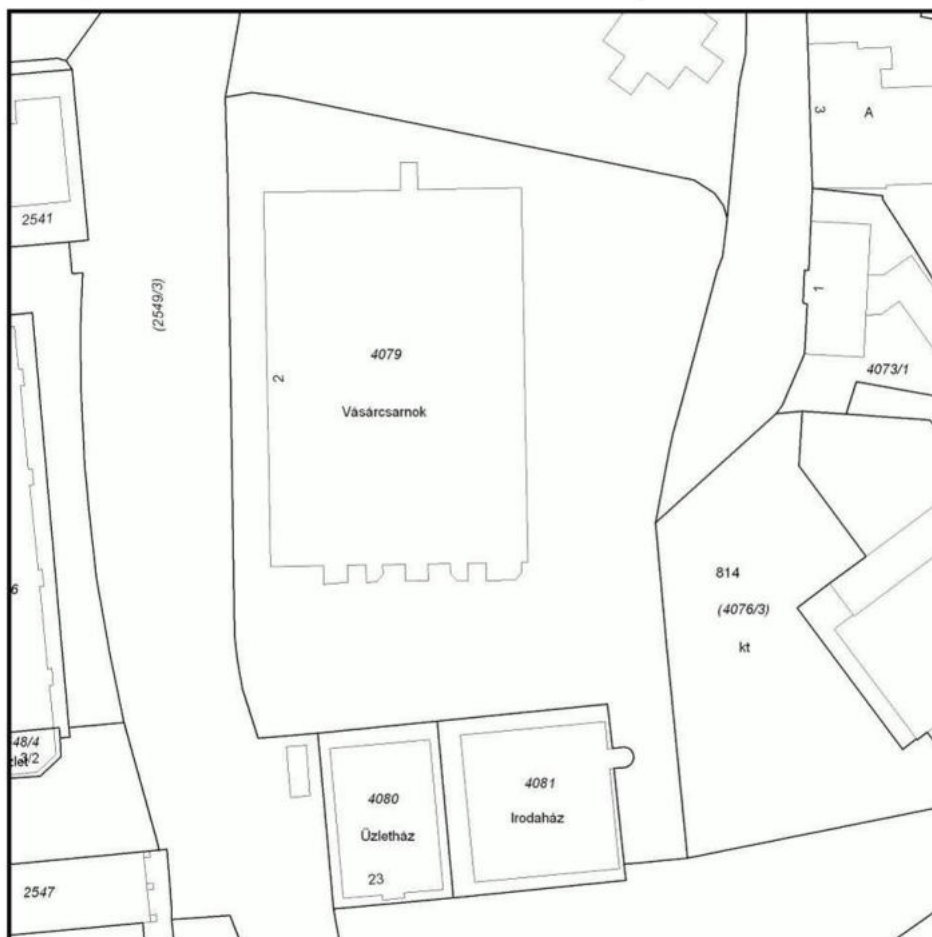 3
A
2541
(2549/3)
1
4079
2
4073/1
Vásárcsarnok
6
814
(4076/3)
kt
48/4
3/2
zlet
4081
4080
Irodaház
Üzletház
23
2547